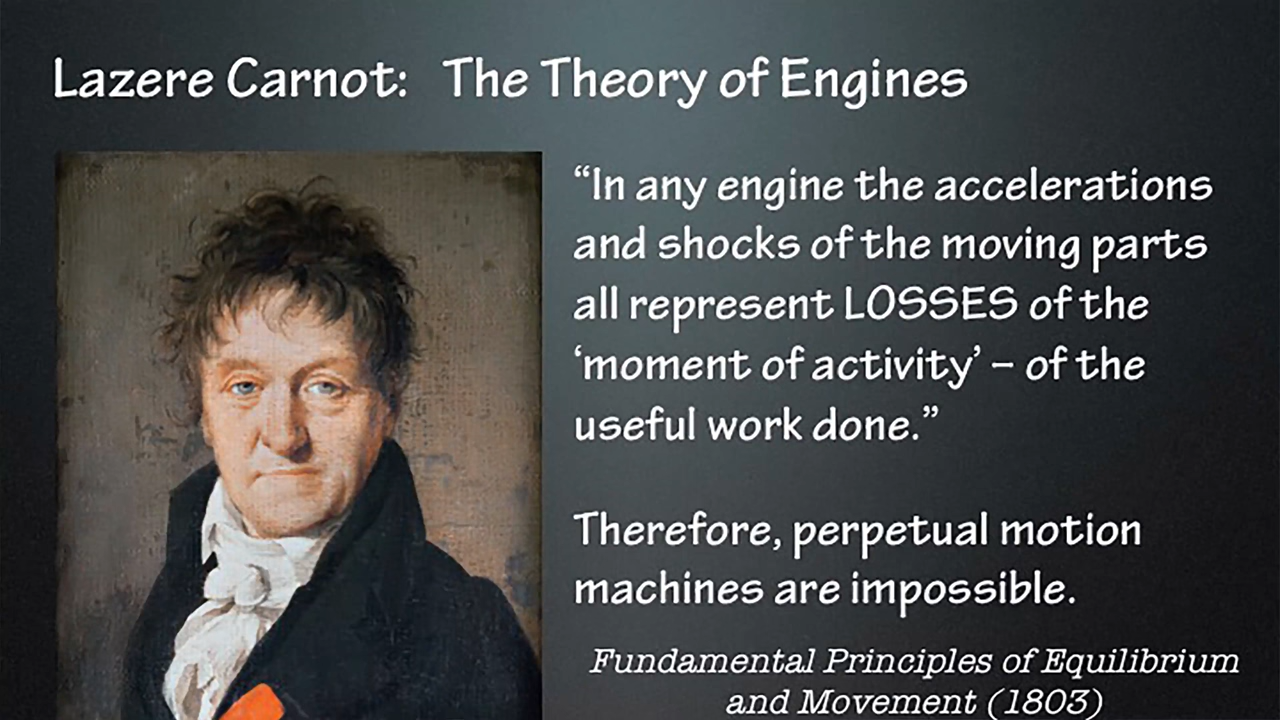 Lazere Carnot: The Theory of Engines
“In any engine the accelerations
and shocks of the moving parts
all represent LOSSES of the
‘moment of activity’ – of the
useful work done.”
Therefore, perpetual motion
machines are impossible.
Fundamental Principles of Equilibrium
and Movement (1803)